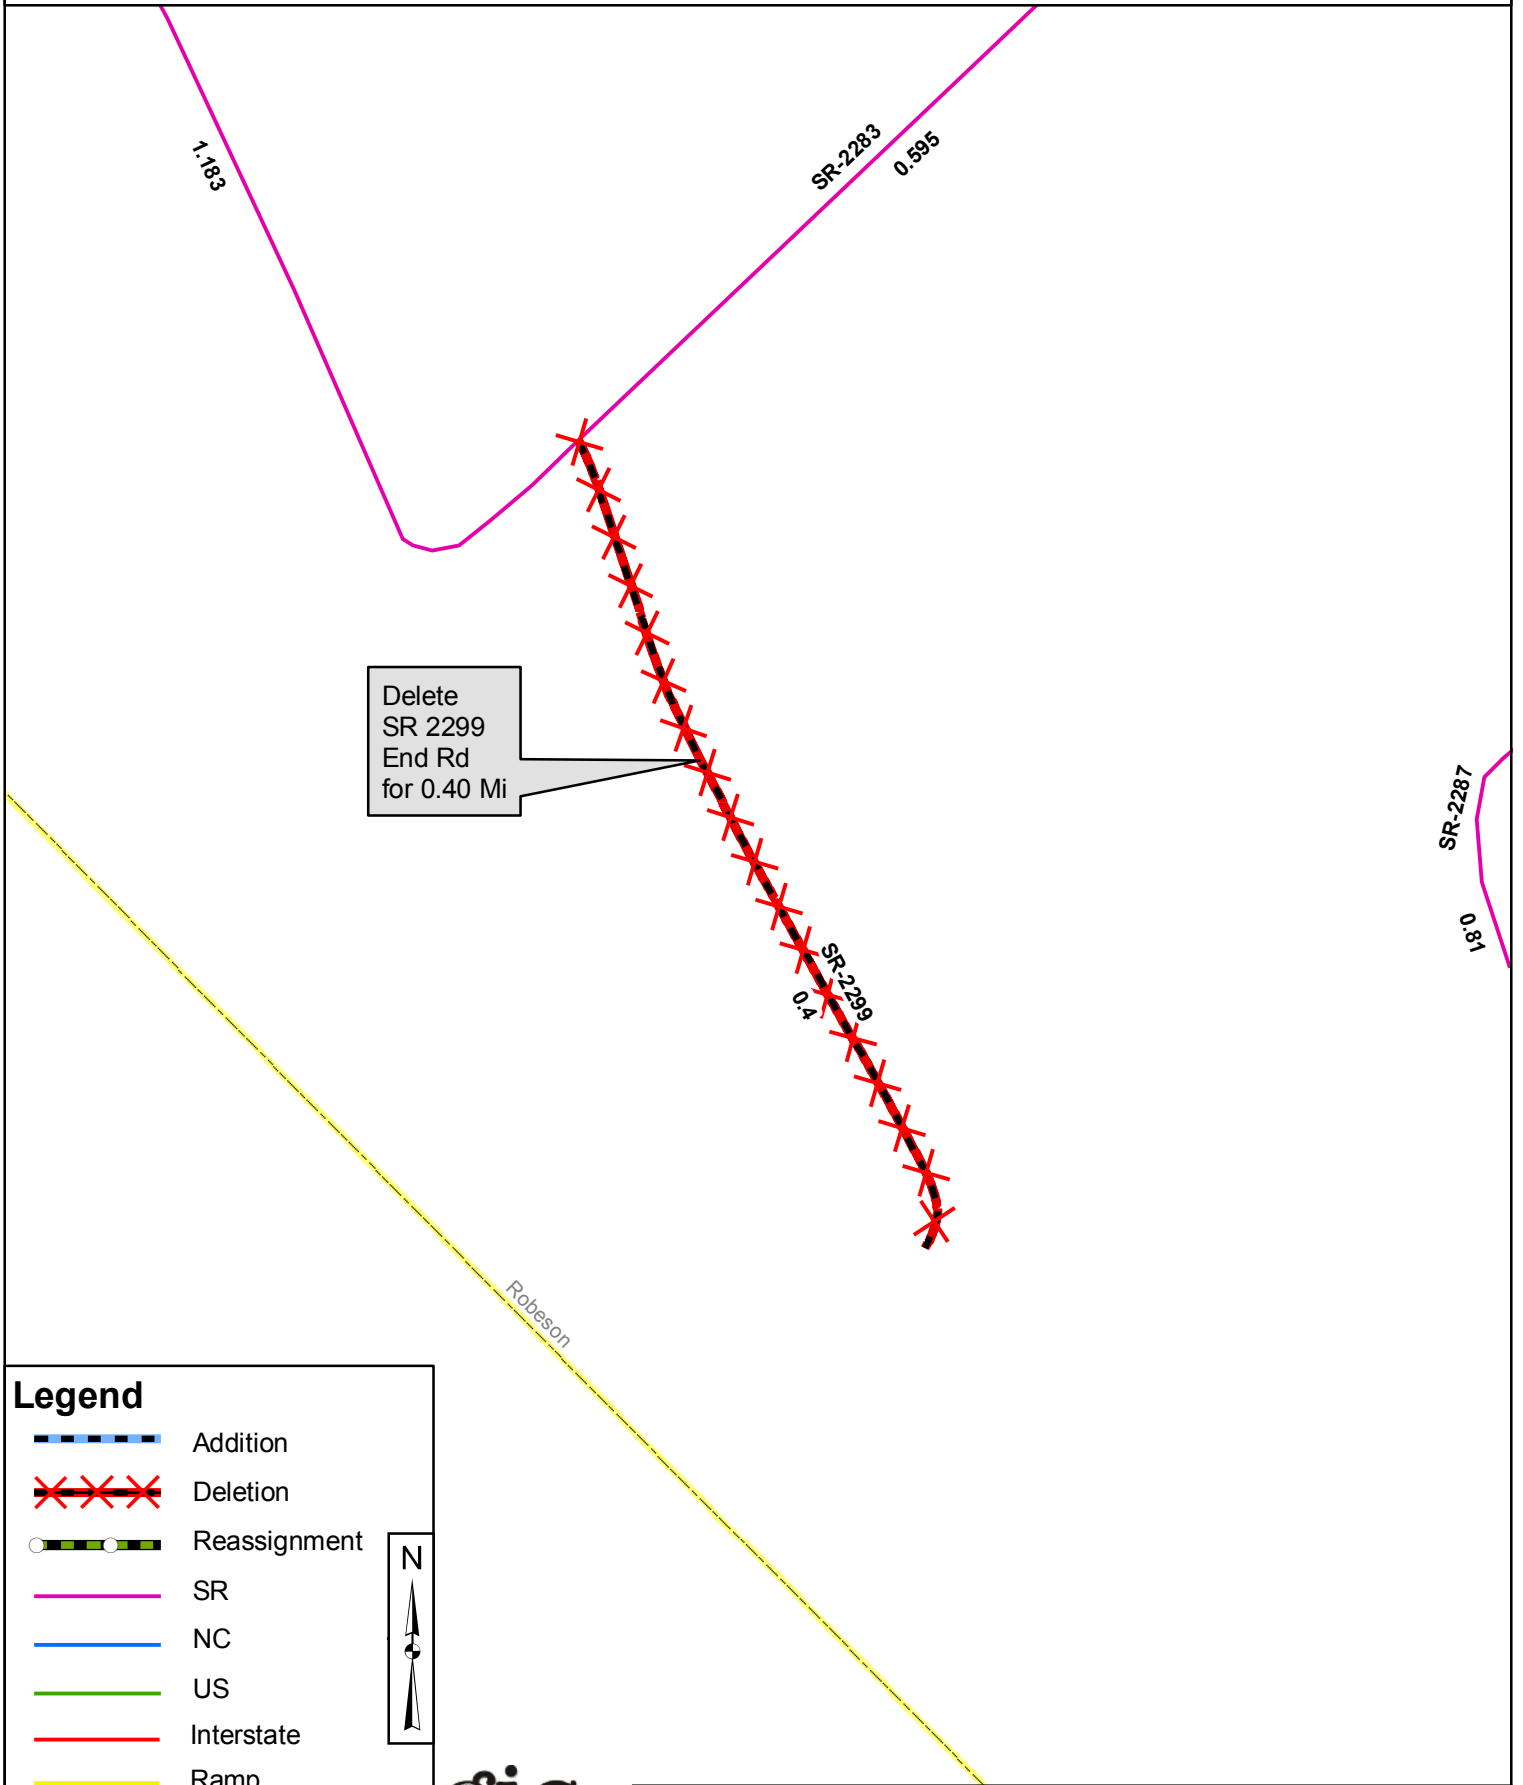 1.183
SR-2283
0.595
Delete
SR 2299
End Rd
for 0.40 Mi
SR-2287
0.81
SR-2299
0.4
Robeson
Legend
Addition
Deletion
Reassignment
N
SR
NC
US
Interstate
Ramp